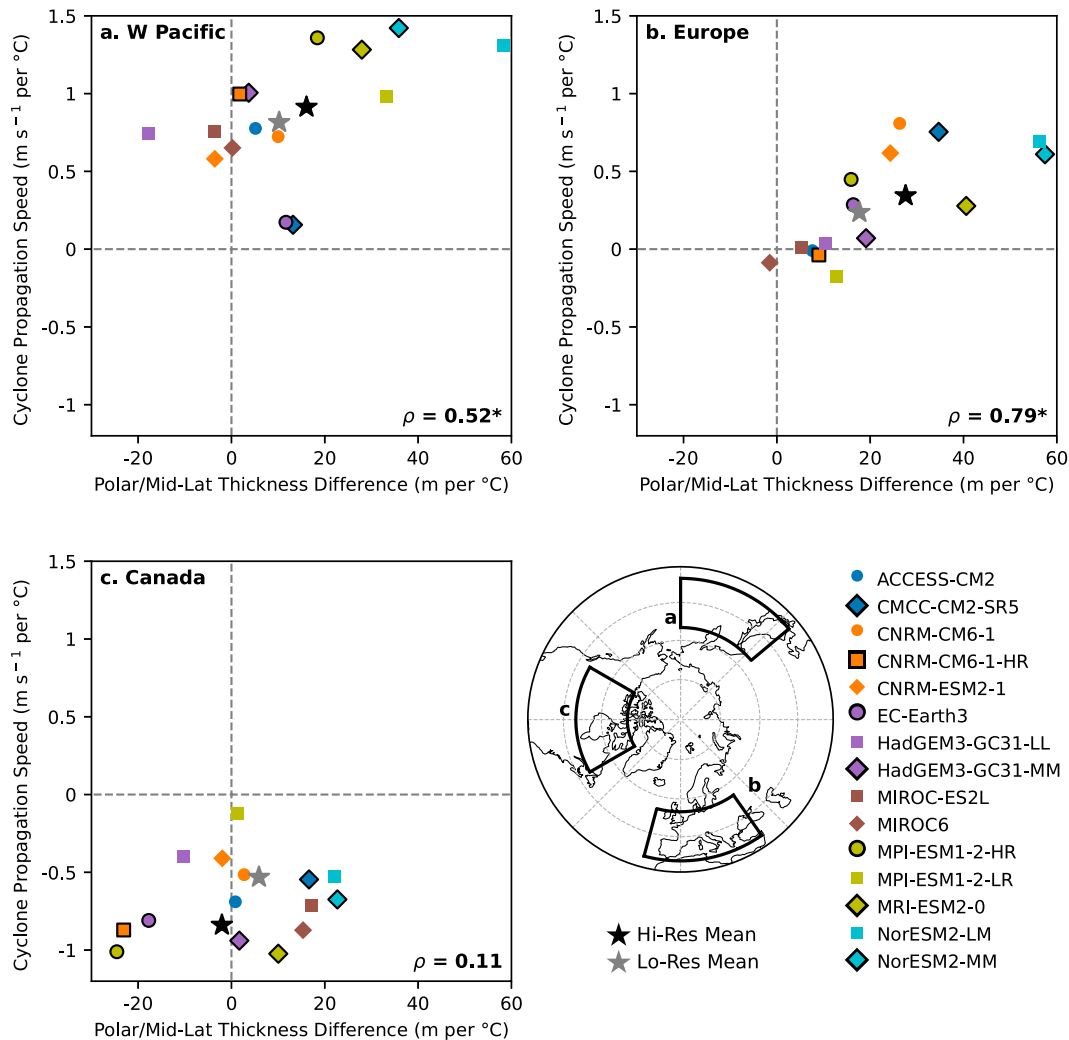 a. W Pacific
1.5
1
0.5
0
-0.5
-1
Cyclone Propagation Speed (m s⁻¹ per °C)
ρ = 0.52*
-20 0 20 40 60
Polar/Mid-Lat Thickness Difference (m per °C)
b. Europe
1.5
1
0.5
0
-0.5
-1
Cyclone Propagation Speed (m s⁻¹ per °C)
ρ = 0.79*
-20 0 20 40 60
Polar/Mid-Lat Thickness Difference (m per °C)
c. Canada
1.5
1
0.5
0
-0.5
-1
Cyclone Propagation Speed (m s⁻¹ per °C)
ρ = 0.11
-20 0 20 40 60
Polar/Mid-Lat Thickness Difference (m per °C)
a
c
b
Hi-Res Mean
Lo-Res Mean
ACCESS-CM2
CMCC-CM2-SR5
CNRM-CM6-1
CNRM-CM6-1-HR
CNRM-ESM2-1
EC-Earth3
HadGEM3-GC31-LL
HadGEM3-GC31-MM
MIROC-ES2L
MIROC6
MPI-ESM1-2-HR
MPI-ESM1-2-LR
MRI-ESM2-0
NorESM2-LM
NorESM2-MM